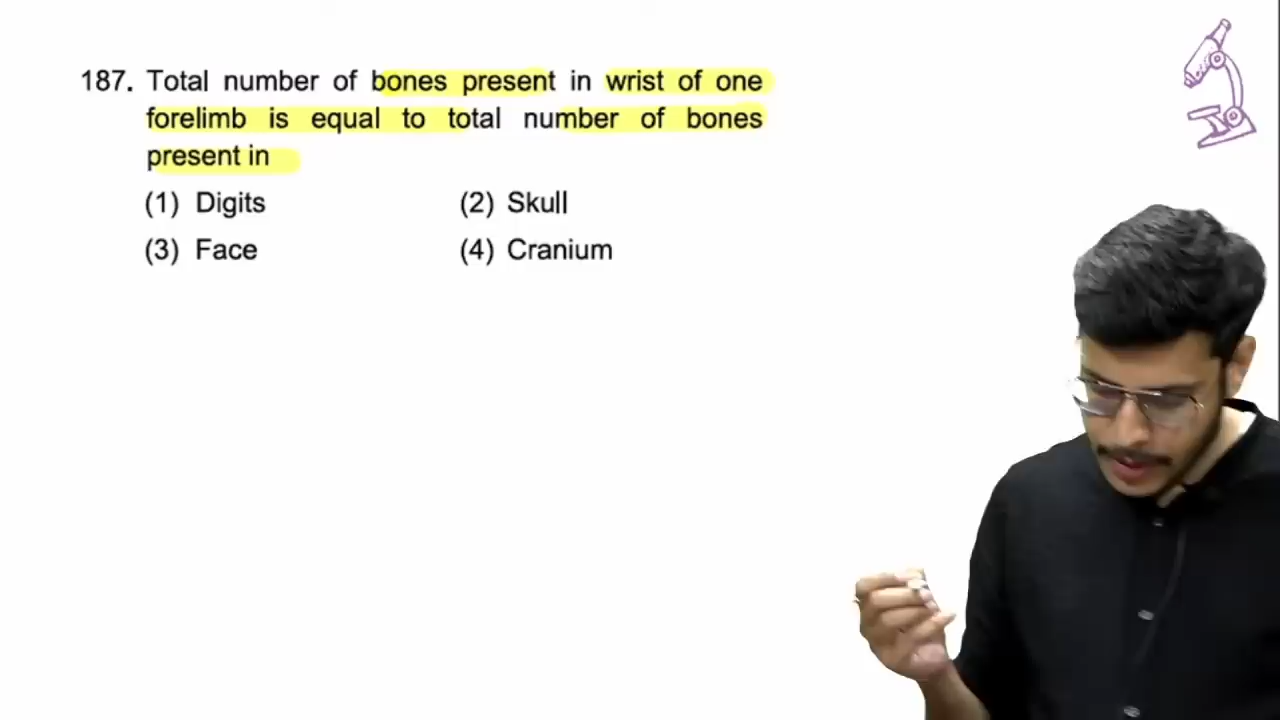 187. Total number of bones present in wrist of one
forelimb is equal to total number of bones
present in
(1) Digits (2) Skull
(3) Face (4) Cranium